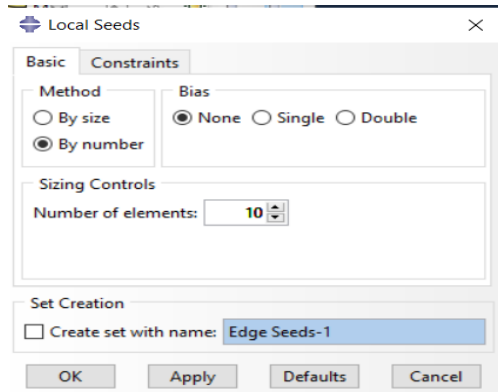 Local Seeds
Basic Constraints
Method
By size
By number
Bias
None Single Double
Sizing Controls
Number of elements: 10
Set Creation
Create set with name: Edge Seeds-1
OK Apply Defaults Cancel